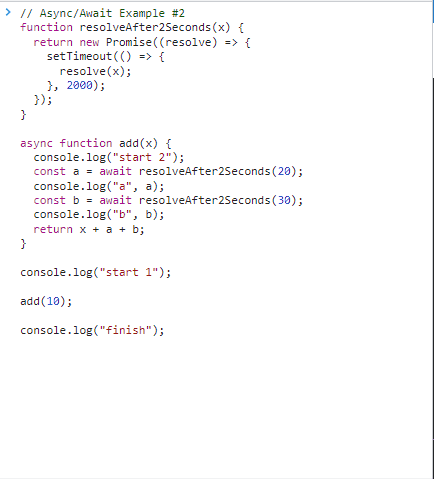 // Async/Await Example #2
function resolveAfter2Seconds(x) {
  return new Promise((resolve) => {
    setTimeout(() => {
      resolve(x);
    }, 2000);
  });
}

async function add(x) {
  console.log("start 2");
  const a = await resolveAfter2Seconds(20);
  console.log("a", a);
  const b = await resolveAfter2Seconds(30);
  console.log("b", b);
  return x + a + b;
}

console.log("start 1");

add(10);

console.log("finish");